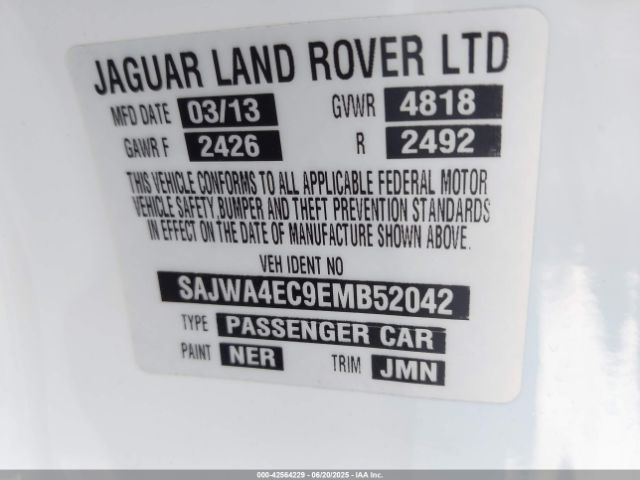 JAGUAR LAND ROVER LTD
MFD DATE 03/13 GVWR 4818
GAWR F 2426 R 2492
THIS VEHICLE CONFORMS TO ALL APPLICABLE FEDERAL MOTOR
VEHICLE SAFETY,BUMPER AND THEFT PREVENTION STANDARDS
IN EFFECT ON THE DATE OF MANUFACTURE SHOWN ABOVE.
VEH IDENT NO
SAJWA4EC9EMB52042
TYPE PASSENGER CAR
PAINT NER TRIM JMN
000-42564229 - 06/20/2025 - IAA Inc.